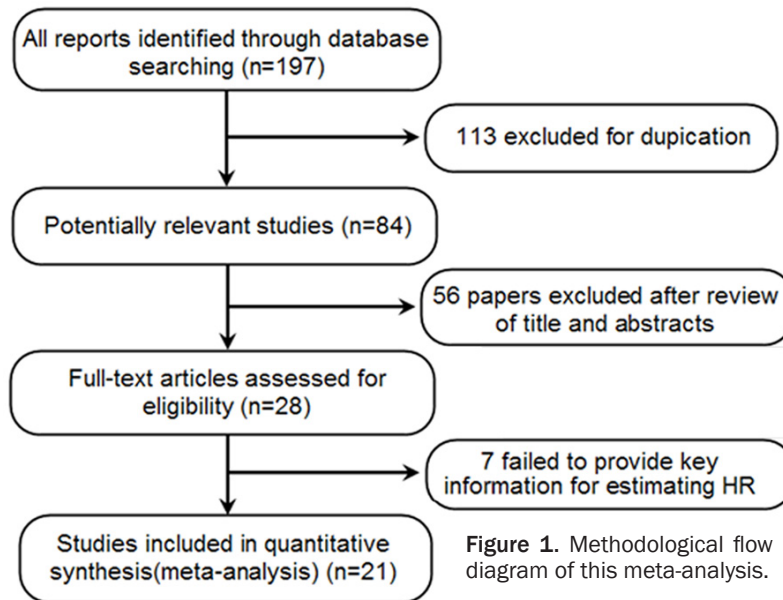 All reports identified through database
searching (n=197)
113 excluded for dupication
Potentially relevant studies (n=84)
56 papers excluded after review
of title and abstracts
Full-text articles assessed for
eligibility (n=28)
7 failed to provide key
information for estimating HR
Studies included in quantitative
synthesis(meta-analysis) (n=21)
Figure 1. Methodological flow
diagram of this meta-analysis.